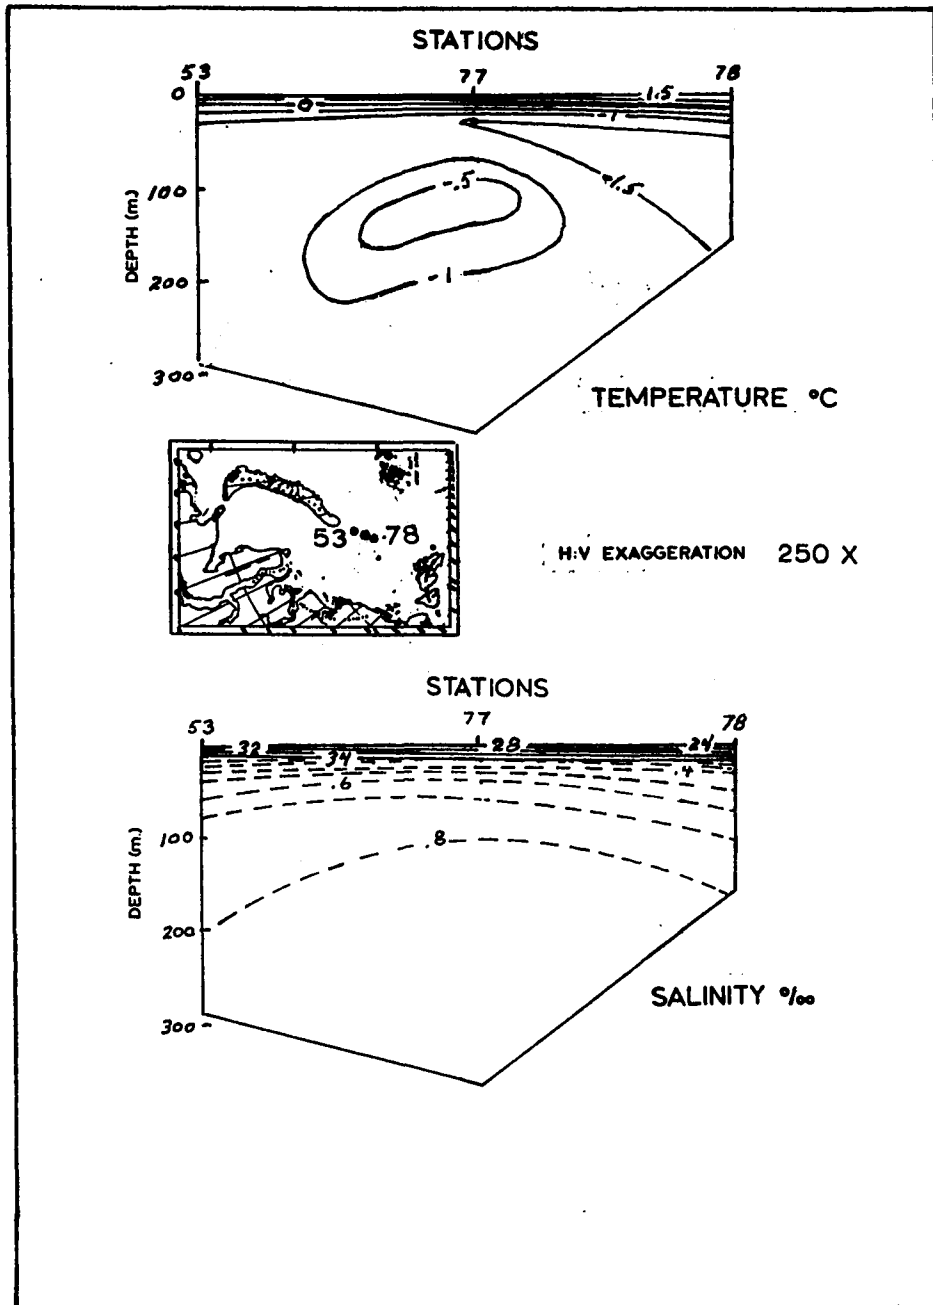 STATIONS
53 77 78
0
0 1.5
-1
-1.5
100
-.5
DEPTH (m.)
200
-1
300
TEMPERATURE °C
53 78
H:V EXAGGERATION 250 X
STATIONS
53 77 78
32 28 24
34 .4
.6
100
.8
DEPTH (m.)
200
SALINITY ‰
300